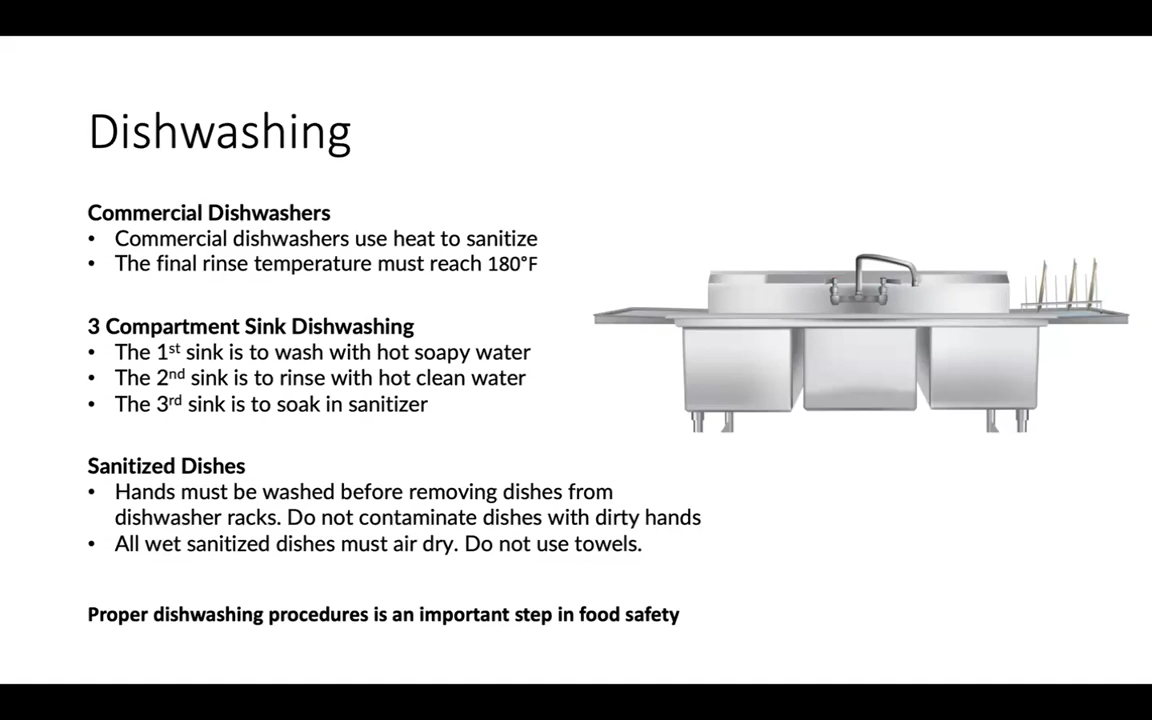 Dishwashing
Commercial Dishwashers
• Commercial dishwashers use heat to sanitize
• The final rinse temperature must reach 180°F
3 Compartment Sink Dishwashing
• The 1st sink is to wash with hot soapy water
• The 2nd sink is to rinse with hot clean water
• The 3rd sink is to soak in sanitizer
Sanitized Dishes
• Hands must be washed before removing dishes from
dishwasher racks. Do not contaminate dishes with dirty hands
• All wet sanitized dishes must air dry. Do not use towels.
Proper dishwashing procedures is an important step in food safety